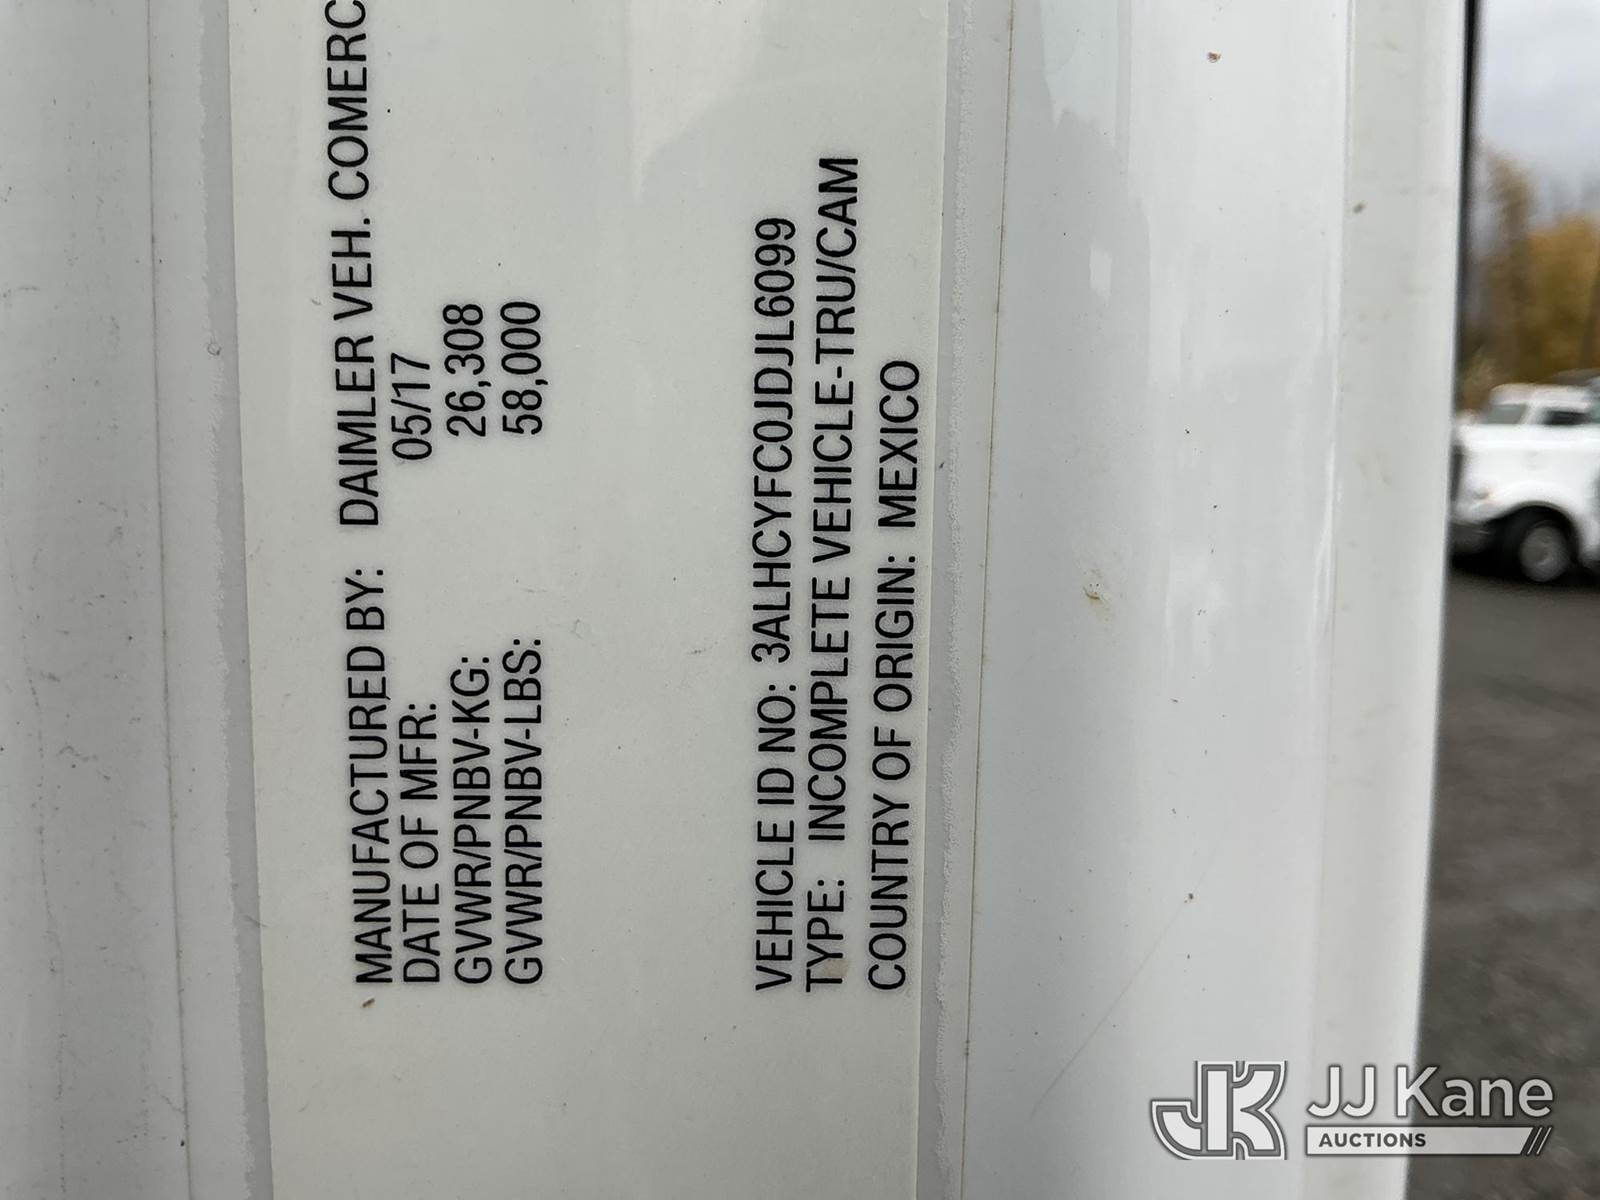 MANUFACTURED BY: DAIMLER VEH. COMERC
DATE OF MFR: 05/17
GVWR/PNBV-KG: 26,308
GVWR/PNBV-LBS: 58,000
VEHICLE ID NO: 3ALHCYFC0JDJL6099
TYPE: INCOMPLETE VEHICLE-TRU/CAM
COUNTRY OF ORIGIN: MEXICO
JK JJ Kane
AUCTIONS